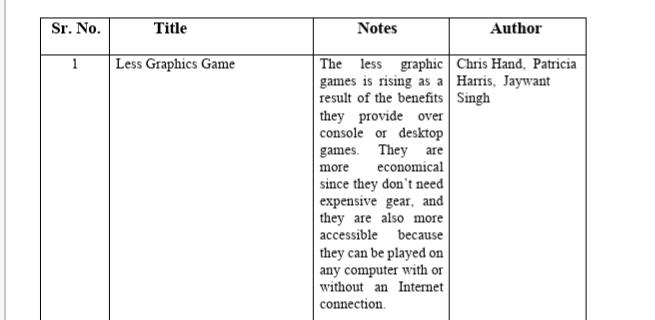 Sr. No. Title Notes Author
1 Less Graphics Game
The less graphic
games is rising as a
result of the benefits
they provide over
console or desktop
games. They are
more economical
since they don't need
expensive gear, and
they are also more
accessible because
they can be played on
any computer with or
without an Internet
connection.
Chris Hand, Patricia
Harris, Jaywant
Singh